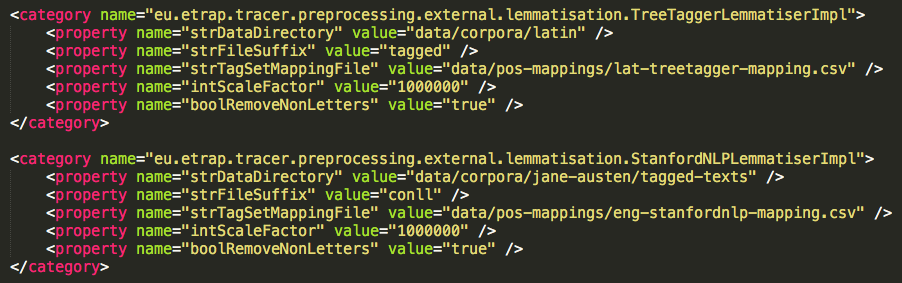 <category name="eu.etrap.tracer.preprocessing.external.lemmatisation.TreeTaggerLemmatiserImpl">
    <property name="strDataDirectory" value="data/corpora/latin" />
    <property name="strFileSuffix" value="tagged" />
    <property name="strTagSetMappingFile" value="data/pos-mappings/lat-treetagger-mapping.csv" />
    <property name="intScaleFactor" value="1000000" />
    <property name="boolRemoveNonLetters" value="true" />
</category>

<category name="eu.etrap.tracer.preprocessing.external.lemmatisation.StanfordNLPLemmatiserImpl">
    <property name="strDataDirectory" value="data/corpora/jane-austen/tagged-texts" />
    <property name="strFileSuffix" value="conll" />
    <property name="strTagSetMappingFile" value="data/pos-mappings/eng-stanfordnlp-mapping.csv" />
    <property name="intScaleFactor" value="1000000" />
    <property name="boolRemoveNonLetters" value="true" />
</category>